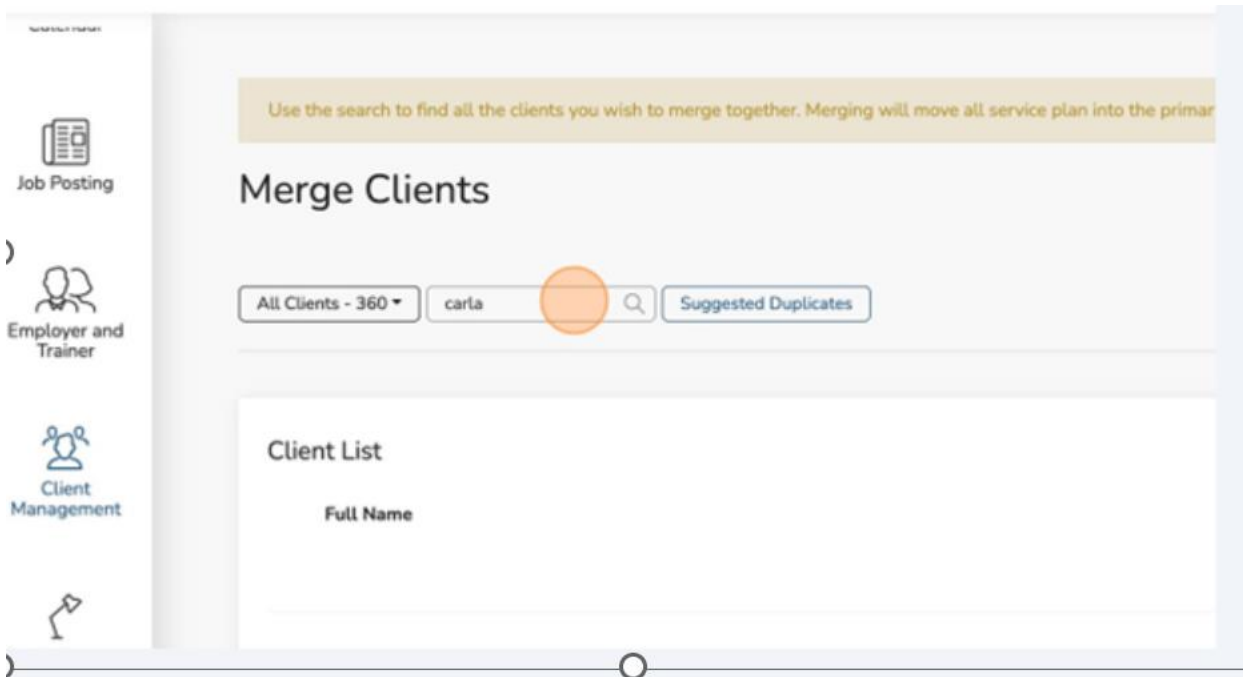 Use the search to find all the clients you wish to merge together. Merging will move all service plan into the primar
Job Posting
Merge Clients
All Clients - 360
carla
Suggested Duplicates
Employer and
Trainer
Client List
Client
Management
Full Name